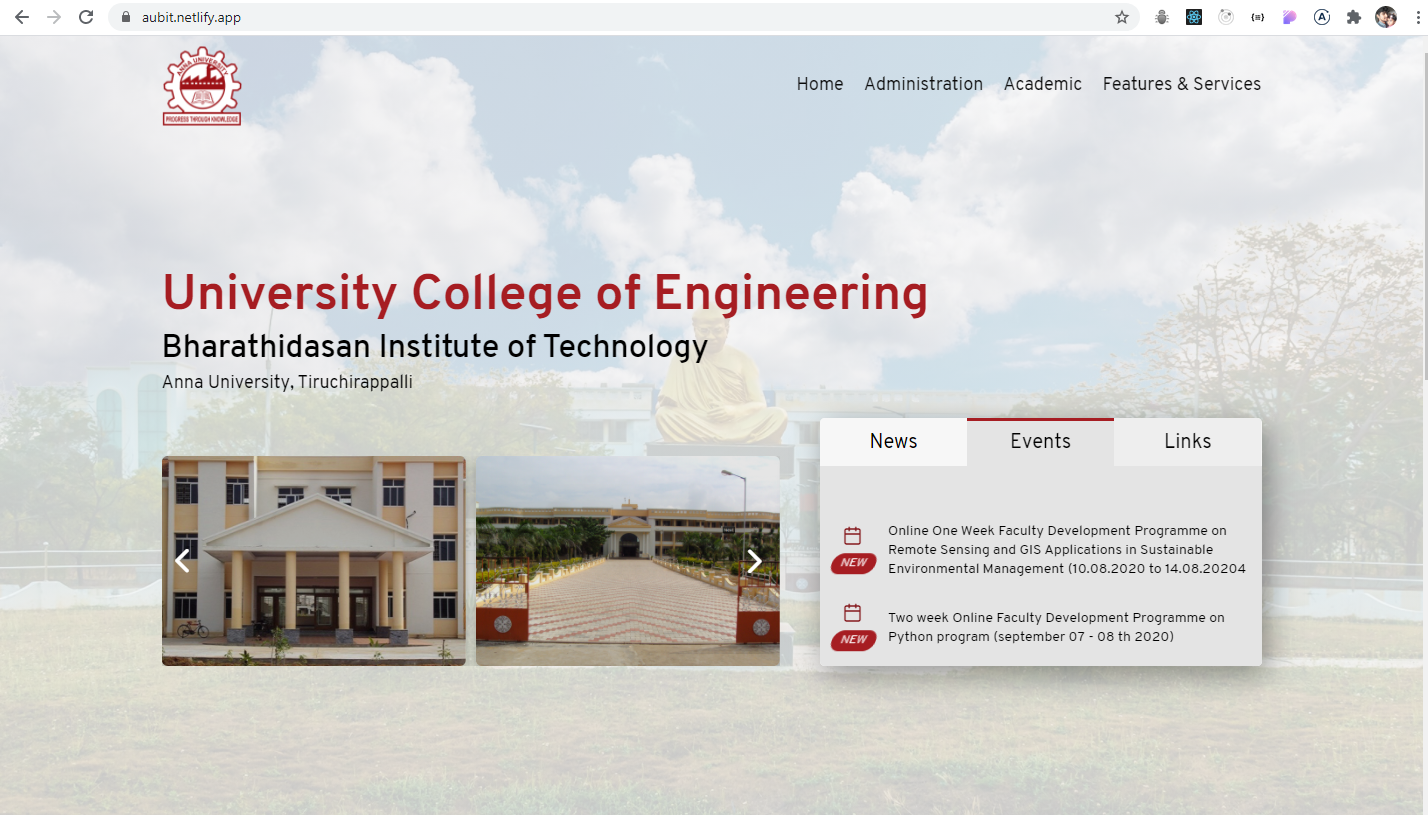 aubit.netlify.app
ANNA UNIVERSITY
PROGRESS THROUGH KNOWLEDGE
Home Administration Academic Features & Services
University College of Engineering
Bharathidasan Institute of Technology
Anna University, Tiruchirappalli
News Events Links
Online One Week Faculty Development Programme on
NEW Remote Sensing and GIS Applications in Sustainable
Environmental Management (10.08.2020 to 14.08.20204
Two week Online Faculty Development Programme on
NEW Python program (september 07 - 08 th 2020)